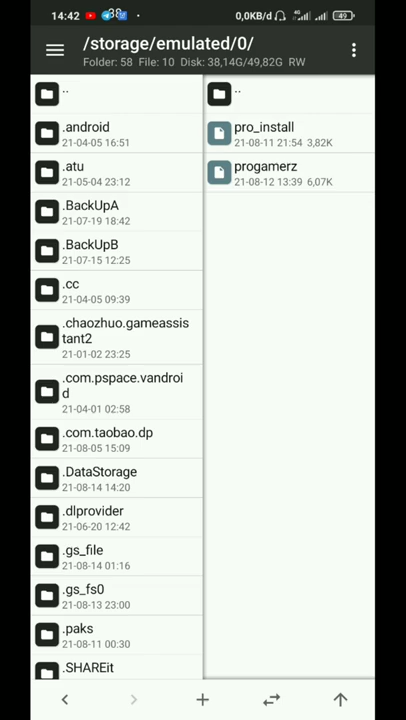 14:42
0,0KB/d
4G
49
/storage/emulated/0/
Folder: 58 File: 10 Disk: 38,14G/49,82G RW
..
.android
21-04-05 16:51
.atu
21-05-04 23:12
.BackUpA
21-07-19 18:42
.BackUpB
21-07-15 12:25
.cc
21-04-05 09:39
.chaozhuo.gameassis
tant2
21-01-02 23:25
.com.pspace.vandroi
d
21-04-01 02:58
.com.taobao.dp
21-08-05 15:09
.DataStorage
21-08-14 14:20
.dlprovider
21-06-20 12:42
.gs_file
21-08-14 01:16
.gs_fs0
21-08-13 23:00
.paks
21-08-11 00:30
.SHAREit
..
pro_install
21-08-11 21:54 3,82K
progamerz
21-08-12 13:39 6,07K